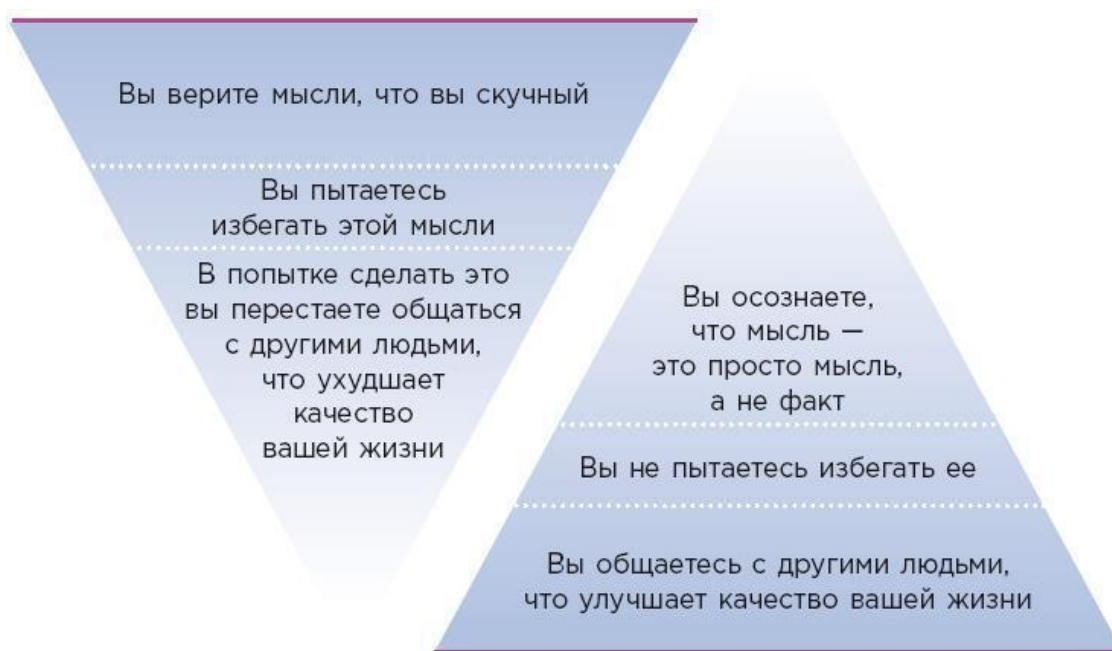 Вы верите мысли, что вы скучный
Вы пытаетесь
избегать этой мысли
В попытке сделать это
вы перестаете общаться
с другими людьми,
что ухудшает
качество
вашей жизни
Вы осознаете,
что мысль —
это просто мысль,
а не факт
Вы не пытаетесь избегать ее
Вы общаетесь с другими людьми,
что улучшает качество вашей жизни